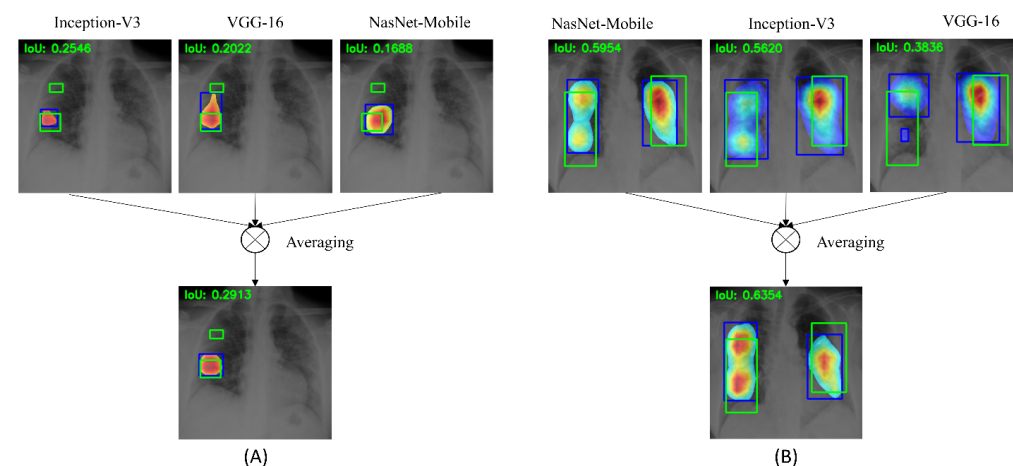 Inception-V3 VGG-16 NasNet-Mobile
IoU: 0.2546 IoU: 0.2022 IoU: 0.1688
Averaging
IoU: 0.2913
(A)
NasNet-Mobile Inception-V3 VGG-16
IoU: 0.5954 IoU: 0.5620 IoU: 0.3836
Averaging
IoU: 0.6354
(B)